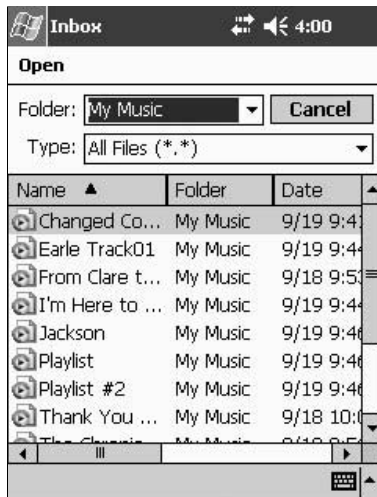 Inbox 4:00
Open
Folder: My Music Cancel
Type: All Files (*.*)
Name Folder Date
Changed Co... My Music 9/19 9:4
Earle Track01 My Music 9/19 9:4
From Clare t... My Music 9/18 9:5
I'm Here to ... My Music 9/19 9:4
Jackson My Music 9/19 9:4
Playlist My Music 9/19 9:4
Playlist #2 My Music 9/19 9:4
Thank You ... My Music 9/18 10: